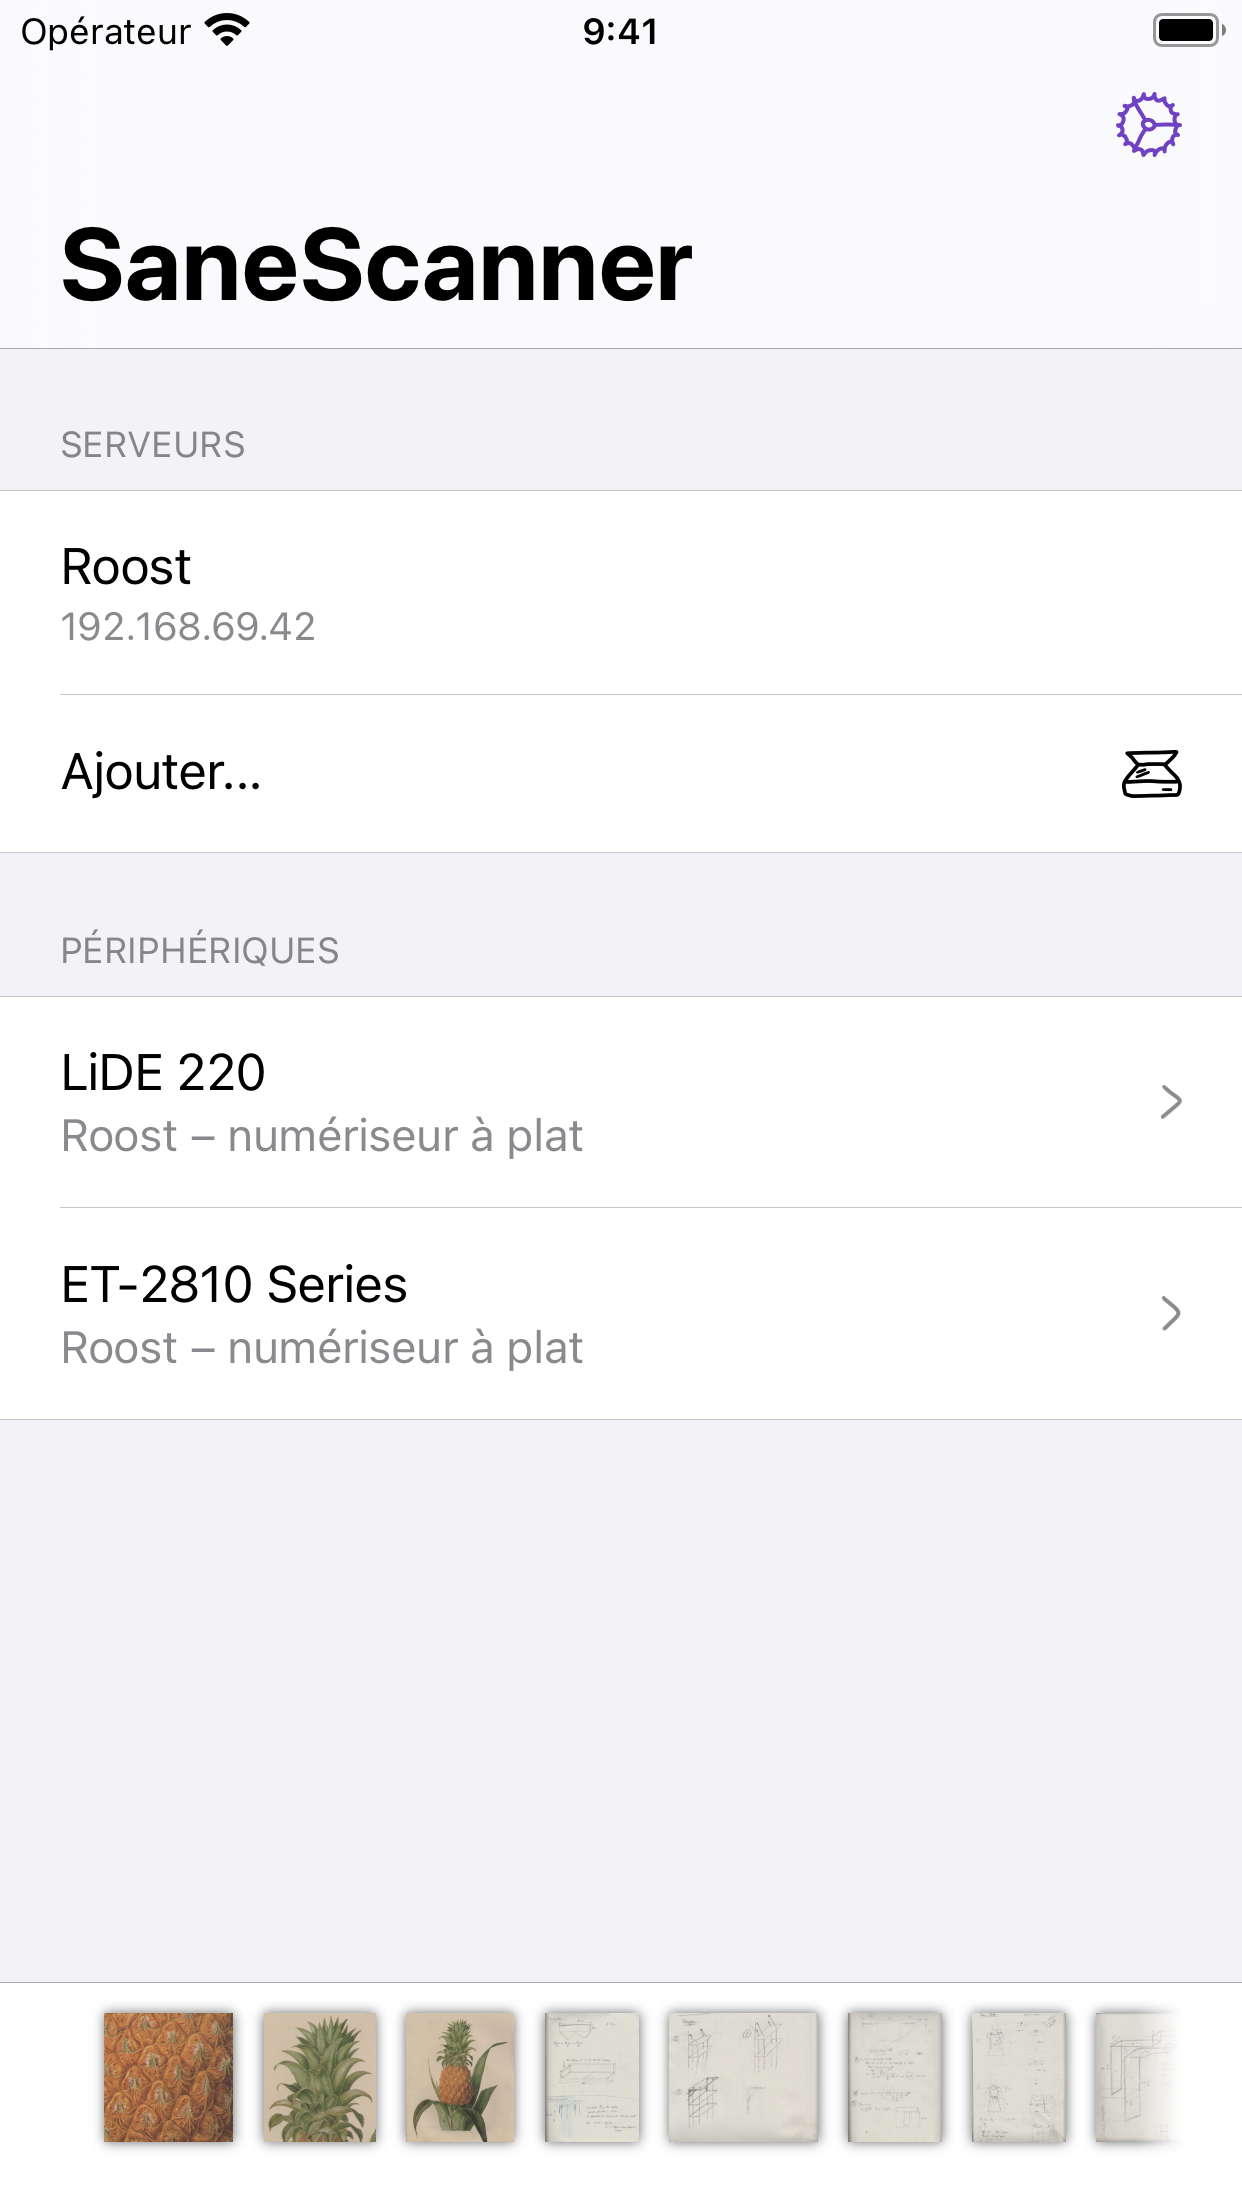 Opérateur 9:41
SaneScanner
SERVEURS
Roost
192.168.69.42
Ajouter...
PÉRIPHÉRIQUES
LiDE 220
Roost – numériseur à plat
ET-2810 Series
Roost – numériseur à plat